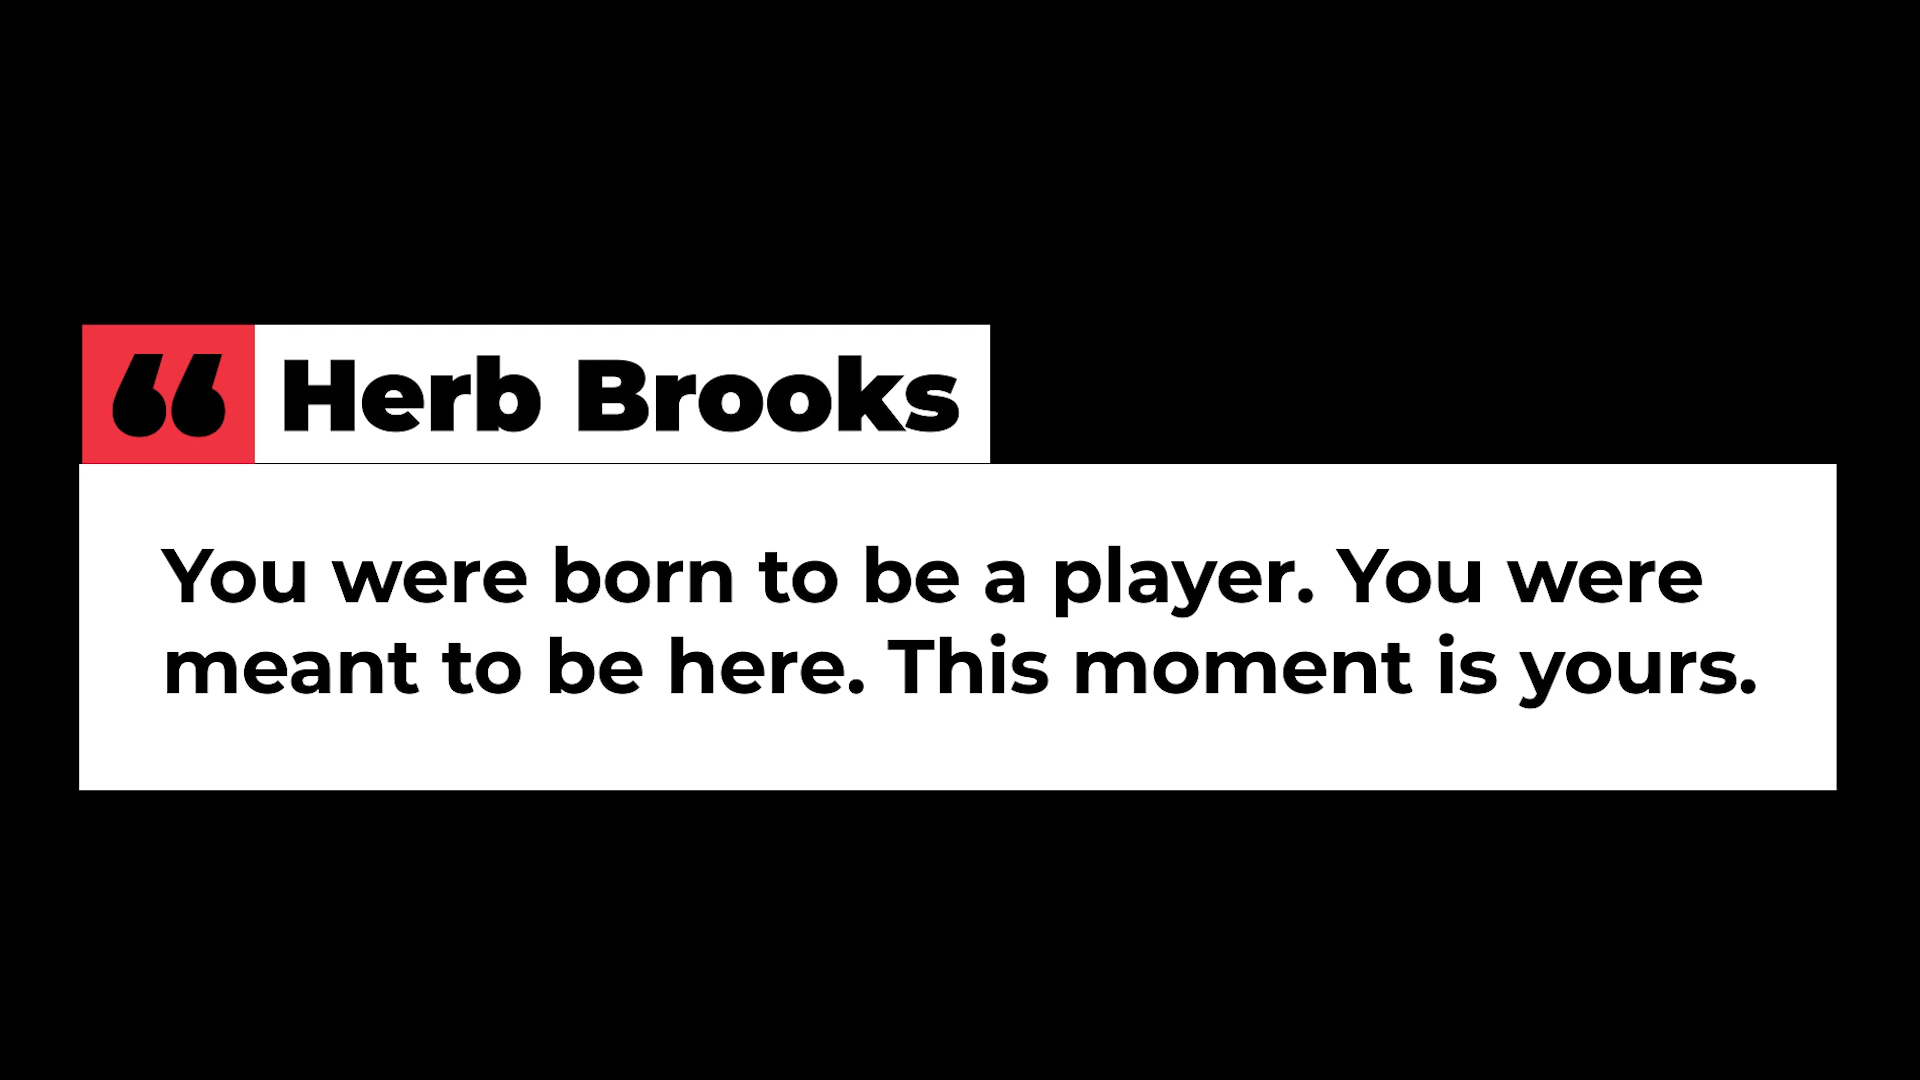 “ Herb Brooks
You were born to be a player. You were
meant to be here. This moment is yours.